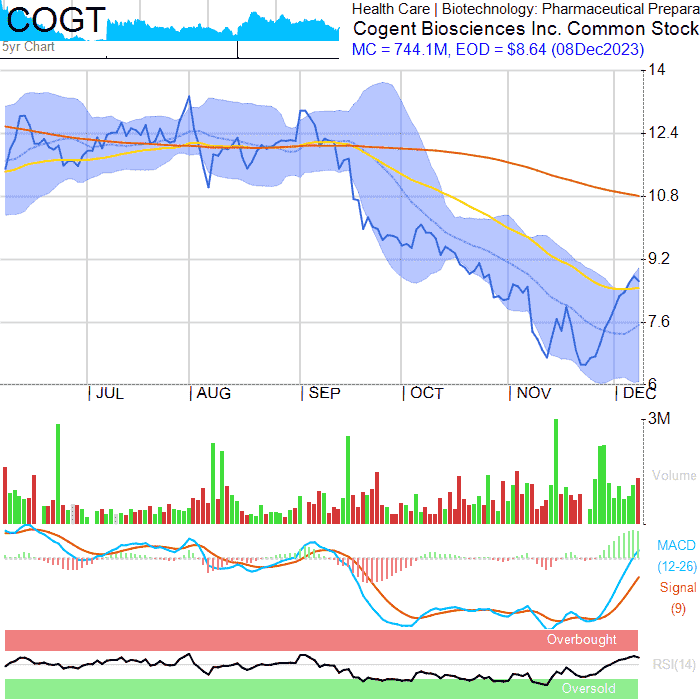 COGT
5yr Chart
Health Care | Biotechnology: Pharmaceutical Prepara
Cogent Biosciences Inc. Common Stock
MC = 744.1M, EOD = $8.64 (08Dec2023)
14
12.4
10.8
9.2
7.6
6
JUL
AUG
SEP
OCT
NOV
DEC
3M
Volume
MACD
(12-26)
Signal
(9)
Overbought
RSI(14)
Oversold